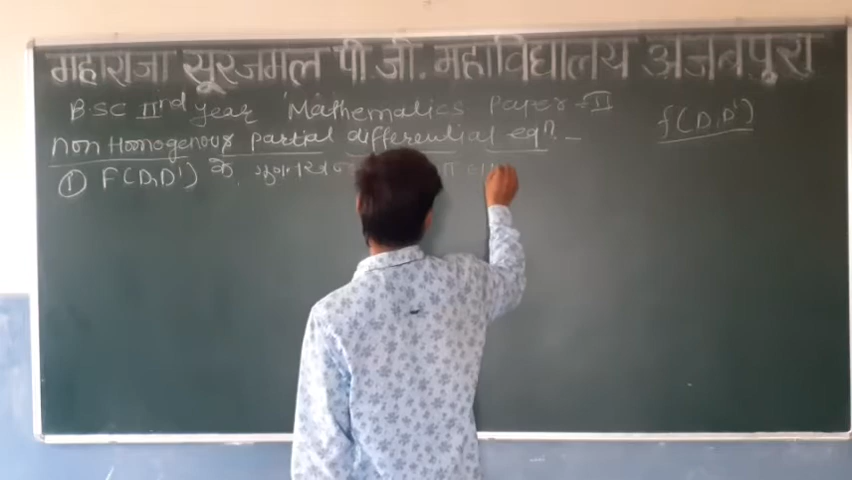 महाराजा सूरजमल पी.जी. महाविद्यालय अजबपुरा
B.SC IInd year Mathematics Paper-II
Non Homogenous partial differential eqn. -
f(D,D')
① F(D,D') के